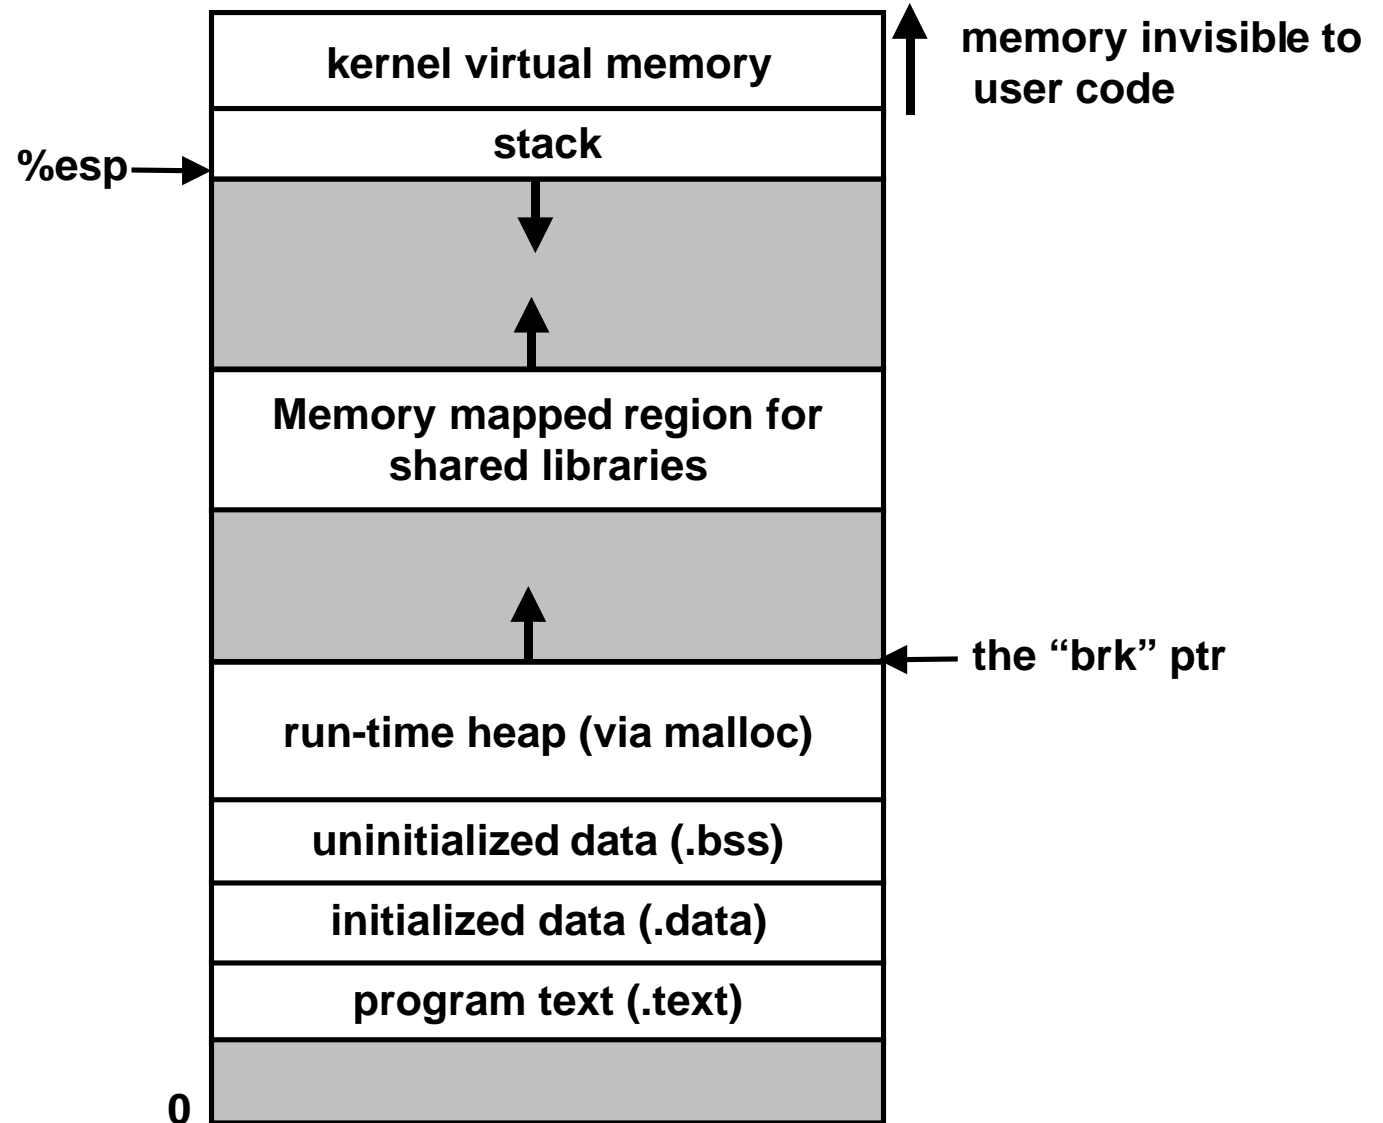 kernel virtual memory
memory invisible to
user code
stack
%esp
Memory mapped region for
shared libraries
the “brk” ptr
run-time heap (via malloc)
uninitialized data (.bss)
initialized data (.data)
program text (.text)
0